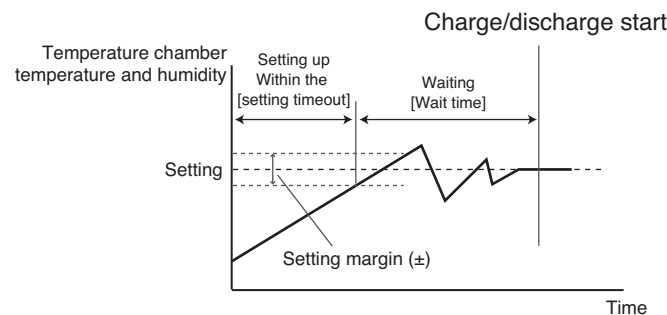 Charge/discharge start
Temperature chamber
temperature and humidity
Setting up
Within the
[setting timeout]
Waiting
[Wait time]
Setting
Setting margin (±)
Time